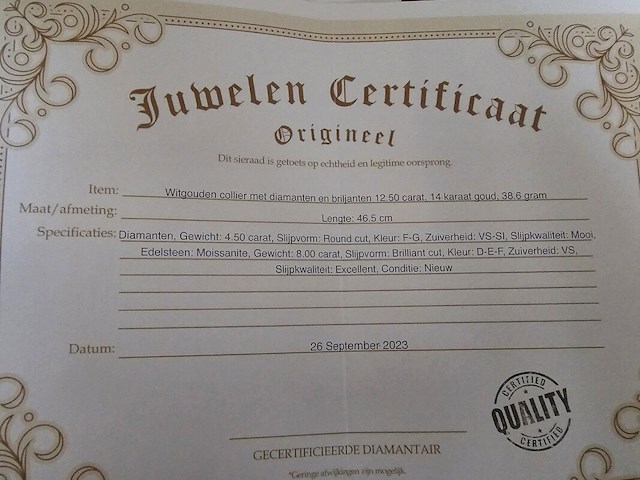 Juwelen Certificaat
Origineel
Dit sieraad is getoets op echtheid en legitime oorsprong.
Item: Witgouden collier met diamanten en briljanten 12.50 carat, 14 karaat goud, 38.6 gram
Maat/afmeting: Lengte: 46.5 cm
Specificaties: Diamanten, Gewicht: 4.50 carat, Slijpvorm: Round cut, Kleur: F-G, Zuiverheid: VS-SI, Slijpkwaliteit: Mooi,
Edelsteen: Moissanite, Gewicht: 8.00 carat, Slijpvorm: Brilliant cut, Kleur: D-E-F, Zuiverheid: VS,
Slijpkwaliteit: Excellent, Conditie: Nieuw
Datum: 26 September 2023
CERTIFIED
QUALITY
CERTIFIED
GECERTIFICIEERDE DIAMANTAIR
*Geringe afwijkingen zijn mogelijk.